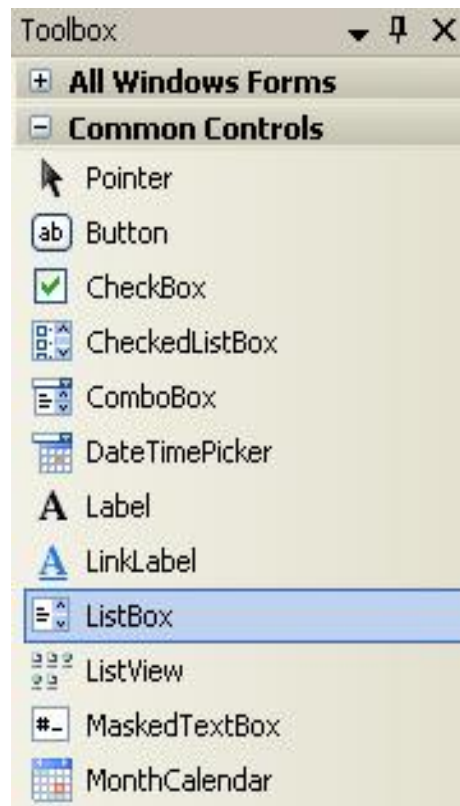 Toolbox
All Windows Forms
Common Controls
Pointer
ab Button
CheckBox
CheckedListBox
ComboBox
DateTimePicker
A Label
A LinkLabel
ListBox
ListView
#_ MaskedTextBox
MonthCalendar